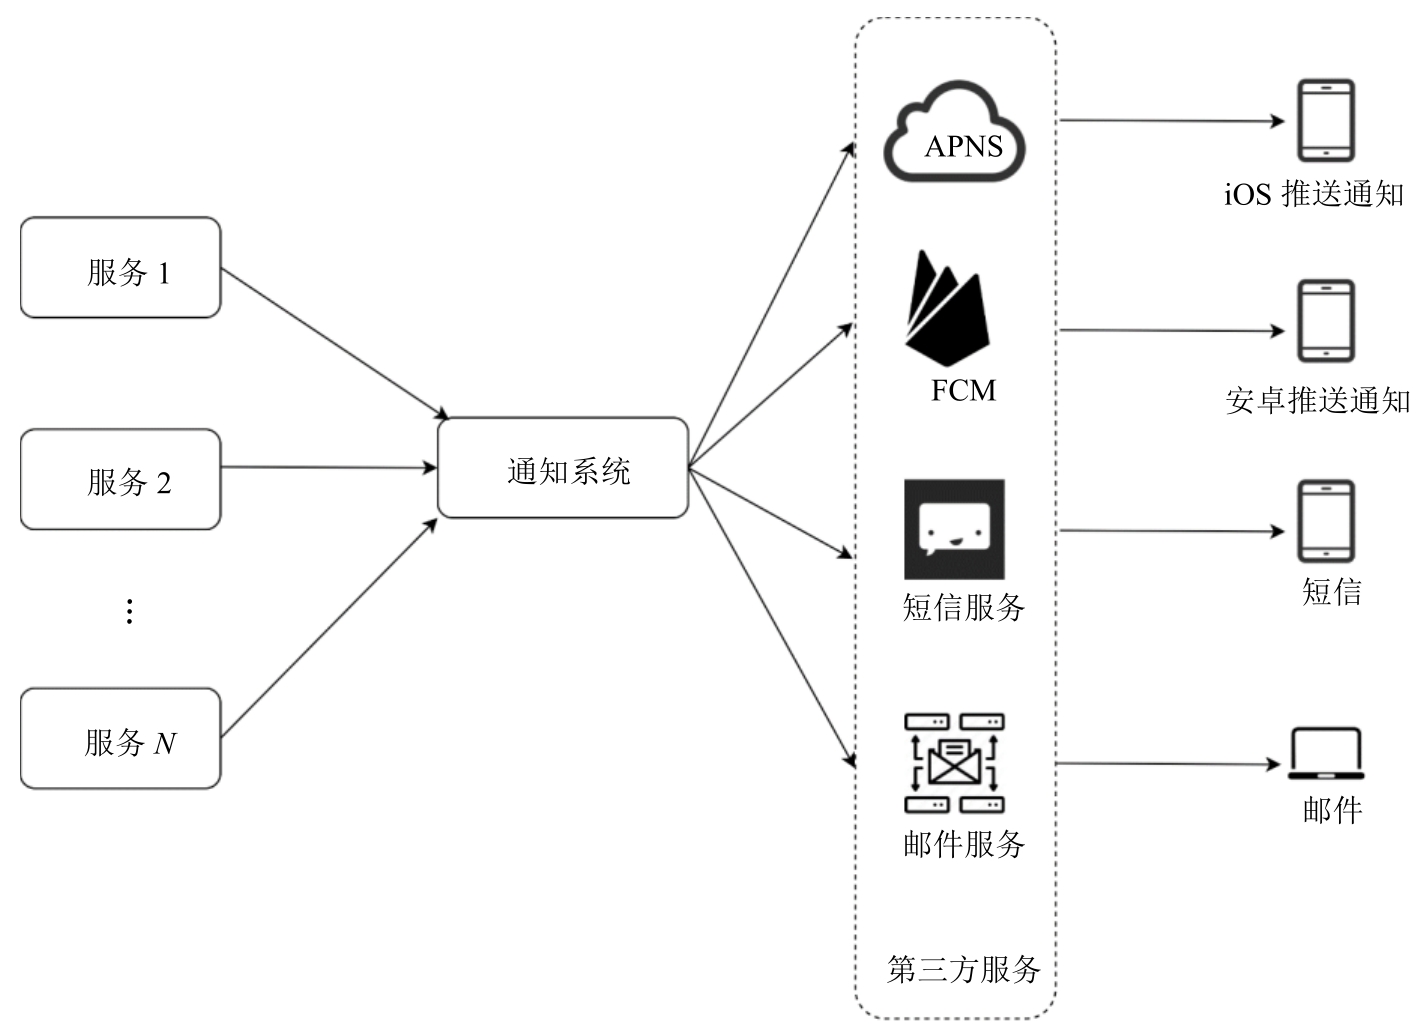 服务 1
服务 2
⋮
服务 N
通知系统
APNS
FCM
短信服务
邮件服务
第三方服务
iOS 推送通知
安卓推送通知
短信
邮件